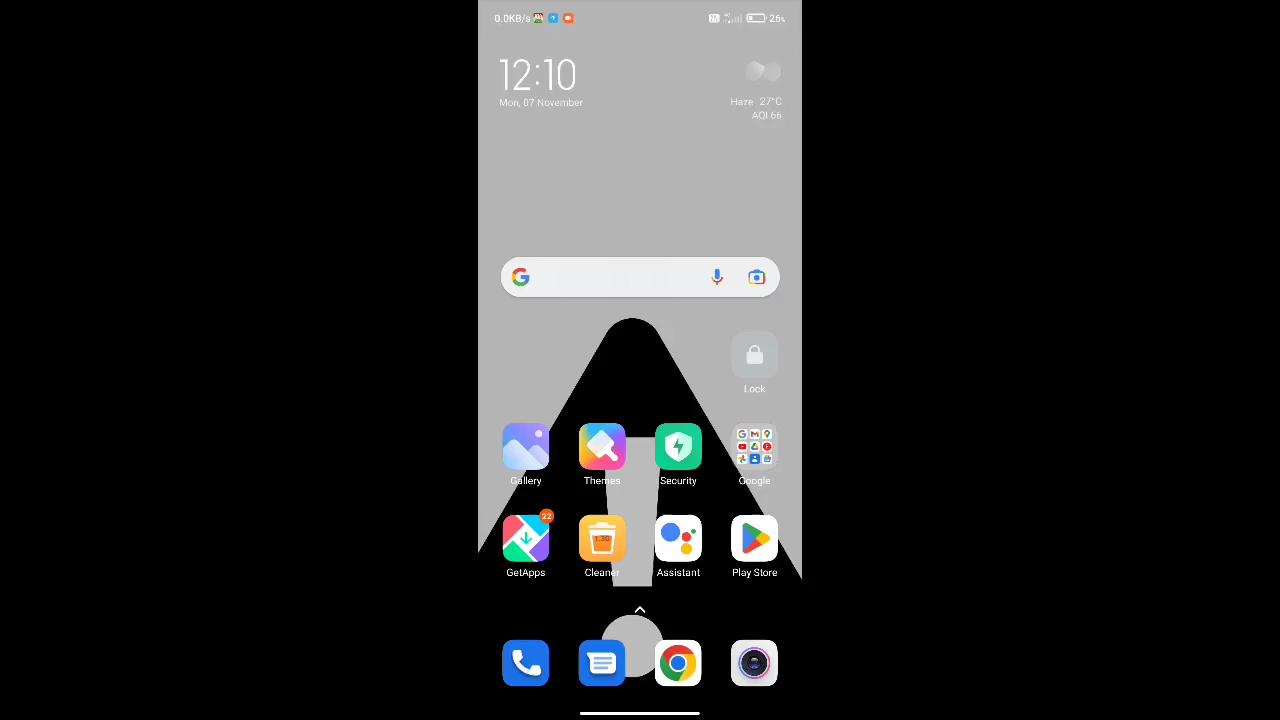 0.0KB/s 26%
12:10
Mon, 07 November
Haze 27°C
AQI 66
Lock
Gallery Themes Security Google
22
GetApps Cleaner Assistant Play Store